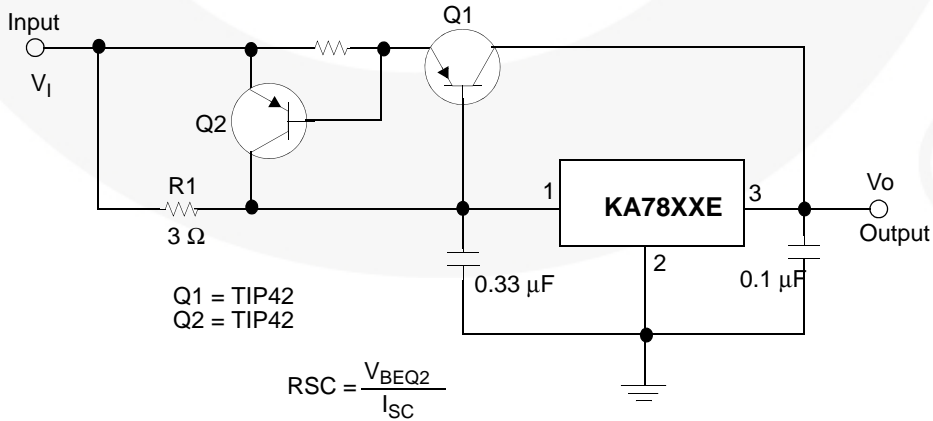 Input
Q1
V_I
Q2
R1
3 Ω
1
KA78XXE
3
Vo
Output
2
0.33 μF
0.1 μF
Q1 = TIP42
Q2 = TIP42
RSC = V_BEQ2 / I_SC